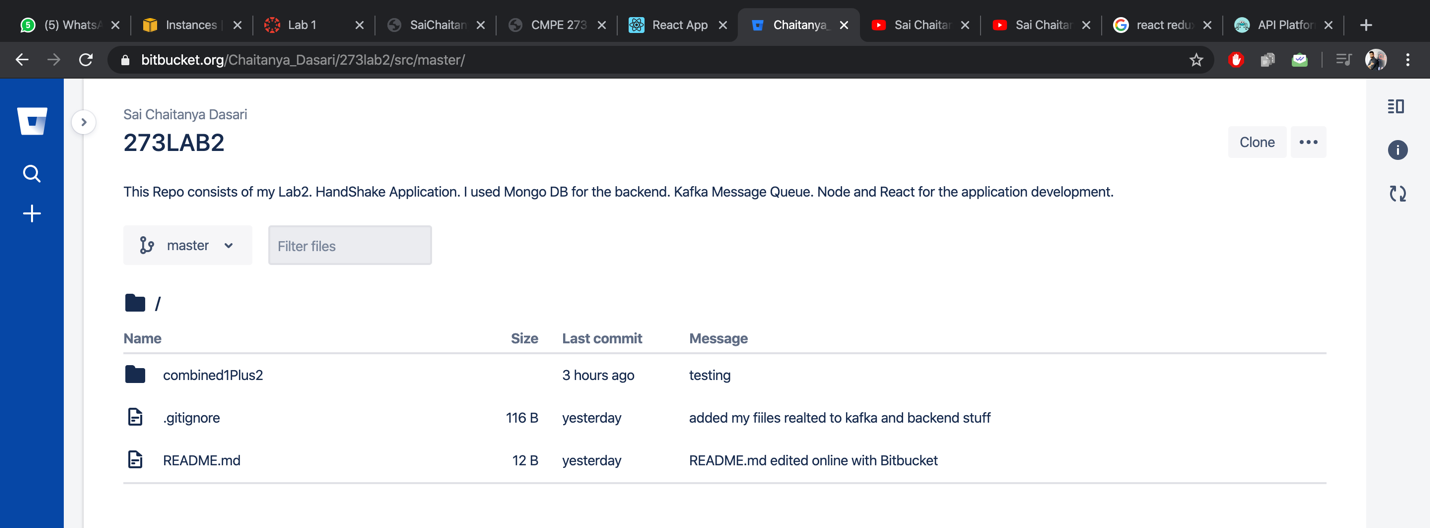 (5) WhatsA
Instances
Lab 1
SaiChaitan
CMPE 273
React App
Chaitanya_
Sai Chaitan
Sai Chaitan
react redu
API Platfor
bitbucket.org/Chaitanya_Dasari/273lab2/src/master/
Sai Chaitanya Dasari
273LAB2
Clone
This Repo consists of my Lab2. HandShake Application. I used Mongo DB for the backend. Kafka Message Queue. Node and React for the application development.
master
Filter files
/
Name Size Last commit Message
combined1Plus2 3 hours ago testing
.gitignore 116 B yesterday added my fiiles realted to kafka and backend stuff
README.md 12 B yesterday README.md edited online with Bitbucket